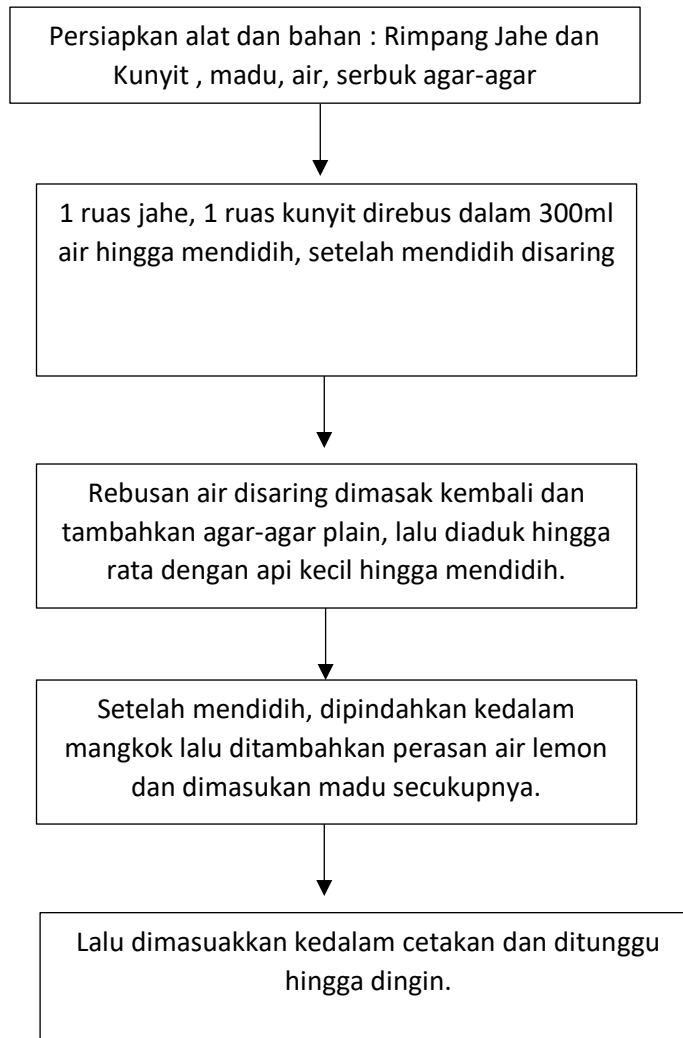 Persiapkan alat dan bahan : Rimpang Jahe dan
Kunyit , madu, air, serbuk agar-agar
1 ruas jahe, 1 ruas kunyit direbus dalam 300ml
air hingga mendidih, setelah mendidih disaring
Rebusan air disaring dimasak kembali dan
tambahkan agar-agar plain, lalu diaduk hingga
rata dengan api kecil hingga mendidih.
Setelah mendidih, dipindahkan kedalam
mangkok lalu ditambahkan perasan air lemon
dan dimasukan madu secukupnya.
Lalu dimasuakkan kedalam cetakan dan ditunggu
hingga dingin.